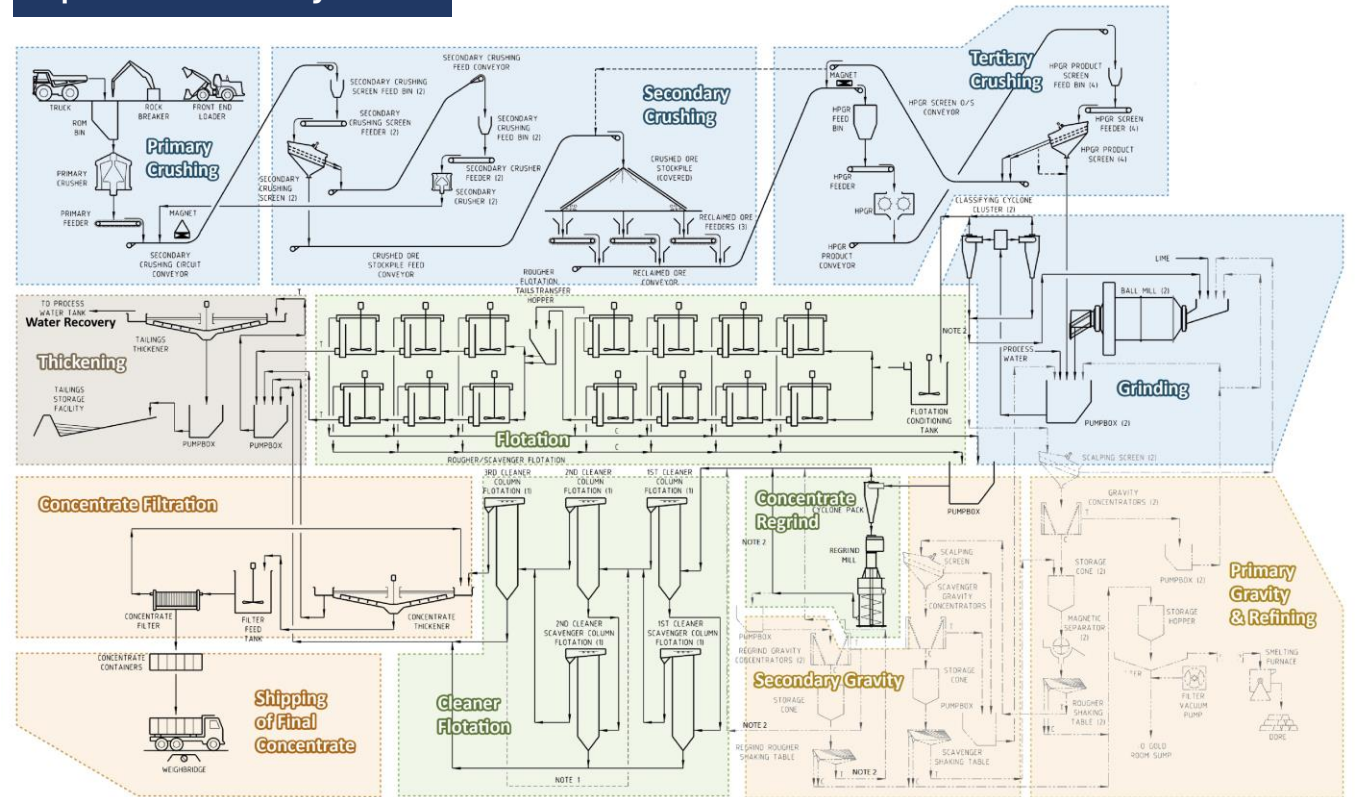 TRUCK
ROCK
BREAKER
FRONT END
LOADER
ROM
BIN
Primary
Crushing
PRIMARY
CRUSHER
PRIMARY
FEEDER
MAGNET
SECONDARY
CRUSHING CIRCUIT
CONVEYOR
SECONDARY CRUSHING
SCREEN FEED BIN (2)
SECONDARY CRUSHING
FEED CONVEYOR
SECONDARY
CRUSHING SCREEN
FEEDER (2)
SECONDARY
CRUSHING
FEED BIN (2)
SECONDARY
CRUSHING
SCREEN (2)
SECONDARY CRUSHER
FEEDER (2)
SECONDARY
CRUSHER (2)
Secondary
Crushing
CRUSHED ORE
STOCKPILE
(COVERED)
RECLAIMED ORE
FEEDERS (3)
CRUSHED ORE
STOCKPILE FEED
CONVEYOR
RECLAIMED ORE
CONVEYOR
MAGNET
HPGR
FEED
BIN
HPGR
FEEDER
HPGR
HPGR
PRODUCT
CONVEYOR
HPGR SCREEN O/S
CONVEYOR
Tertiary
Crushing
HPGR PRODUCT
SCREEN
FEED BIN (4)
HPGR SCREEN
FEEDER (4)
HPGR PRODUCT
SCREEN (4)
CLASSIFYING CYCLONE
CLUSTER (2)
LIME
BALL MILL (2)
NOTE 2
PROCESS
WATER
Grinding
PUMPBOX (2)
TO PROCESS
WATER TANK
Water Recovery
T
TAILINGS
THICKENER
Thickening
TAILINGS
STORAGE
FACILITY
PUMPBOX
PUMPBOX
ROUGHER
FLOTATION
TAILS TRANSFER
HOPPER
T
Flotation
C
C
ROUGHER/SCAVENGER FLOTATION
FLOTATION
CONDITIONING
TANK
PUMPBOX
Concentrate Filtration
CONCENTRATE
FILTER
FILTER
FEED
TANK
CONCENTRATE
THICKENER
3RD CLEANER
COLUMN
FLOTATION (1)
2ND CLEANER
COLUMN
FLOTATION (1)
1ST CLEANER
COLUMN
FLOTATION (1)
2ND CLEANER
SCAVENGER COLUMN
FLOTATION (1)
1ST CLEANER
SCAVENGER COLUMN
FLOTATION (1)
Cleaner
Flotation
NOTE 1
Concentrate
Regrind
CYCLONE PACK
NOTE 2
REGRIND
MILL
CONCENTRATE
CONTAINERS
Shipping
of Final
Concentrate
WEIGHBRIDGE
PUMPBOX
REGRIND GRAVITY
CONCENTRATORS (2)
Secondary Gravity
STORAGE
CONE
NOTE 2
REGRIND ROUGHER
SHAKING TABLE
NOTE 2
T
C
SCALPING
SCREEN
SCAVENGER
GRAVITY
CONCENTRATORS
C
STORAGE
CONE
PUMPBOX
SCAVENGER
SHAKING TABLE
C
T
SCALPING SCREEN (2)
GRAVITY
CONCENTRATORS (2)
T
C
PUMPBOX (2)
STORAGE
CONE (2)
MAGNETIC
SEPARATOR
(2)
ROUGHER
SHAKING
TABLE (2)
T
C
STORAGE
HOPPER
Primary
Gravity
& Refining
FILTER
VACUUM
PUMP
SMELTING
FURNACE
DORE
O GOLD
ROOM SUMP